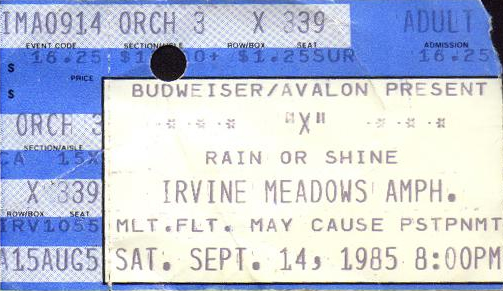 IMA0914 ORCH 3 X 339 ADULT
EVENT CODE SECTION/AISLE ROW/BOX SEAT ADMISSION
16.25 $1 0+ $1.25SUR 16.25
$ PRICE
$
BUDWEISER/AVALON PRESENT
ORCH 3 -*-*-* "X" -*-*-*
SECTION/AISLE
CA 15X RAIN OR SHINE
X 339 IRVINE MEADOWS AMPH.
ROW/BOX SEAT
IRV1055 MLT.FLT. MAY CAUSE PSTPNMT
A15AUG5 SAT. SEPT. 14, 1985 8:00PM